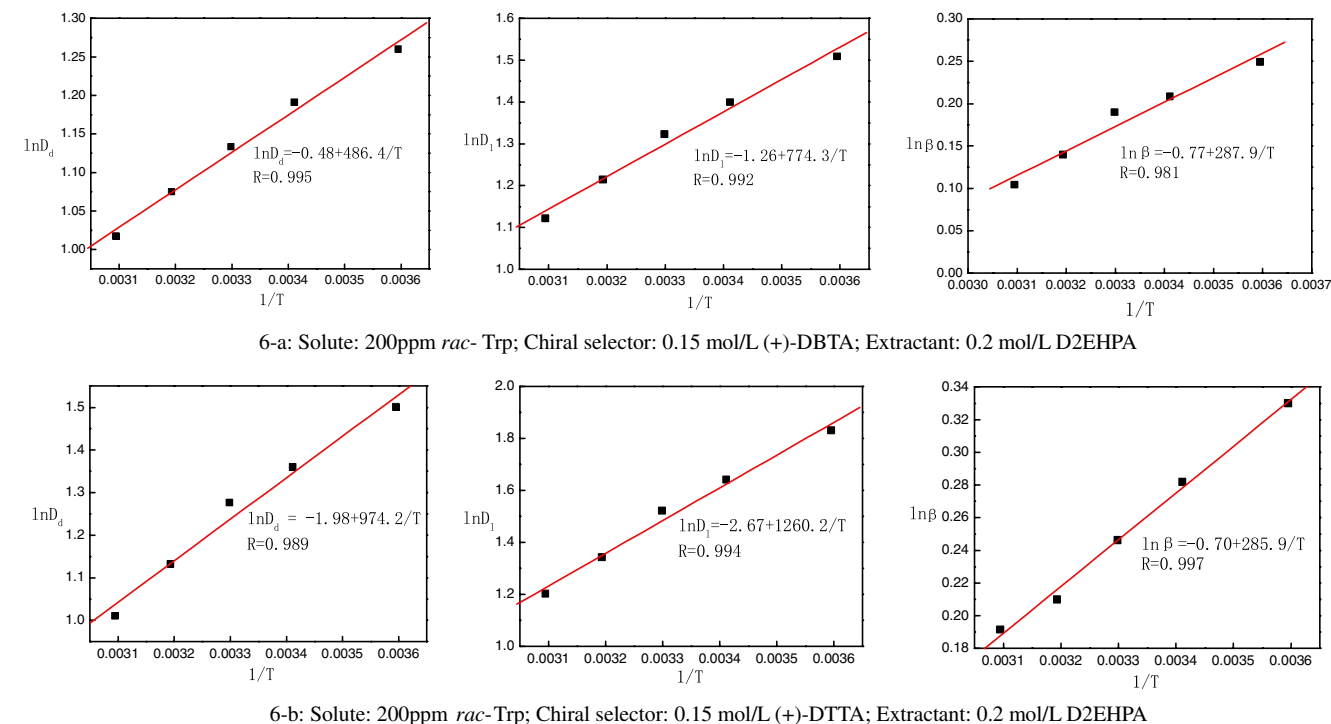 1.30
1.25
1.20
1.15
1.10
1.05
1.00
lnD_d
lnD_d=-0.48+486.4/T
R=0.995
0.0031 0.0032 0.0033 0.0034 0.0035 0.0036
1/T
1.6
1.5
1.4
1.3
1.2
1.1
1.0
lnD_l
lnD_l=-1.26+774.3/T
R=0.992
0.0031 0.0032 0.0033 0.0034 0.0035 0.0036
1/T
0.30
0.25
0.20
0.15
0.10
0.05
0.00
lnβ
lnβ=-0.77+287.9/T
R=0.981
0.0030 0.0031 0.0032 0.0033 0.0034 0.0035 0.0036 0.0037
1/T
6-a: Solute: 200ppm rac- Trp; Chiral selector: 0.15 mol/L (+)-DBTA; Extractant: 0.2 mol/L D2EHPA
1.5
1.4
1.3
1.2
1.1
1.0
lnD_d
lnD_d = -1.98+974.2/T
R=0.989
0.0031 0.0032 0.0033 0.0034 0.0035 0.0036
1/T
2.0
1.8
1.6
1.4
1.2
1.0
lnD_l
lnD_l=-2.67+1260.2/T
R=0.994
0.0031 0.0032 0.0033 0.0034 0.0035 0.0036
1/T
0.34
0.32
0.30
0.28
0.26
0.24
0.22
0.20
0.18
lnβ
lnβ=-0.70+285.9/T
R=0.997
0.0031 0.0032 0.0033 0.0034 0.0035 0.0036
1/T
6-b: Solute: 200ppm rac-Trp; Chiral selector: 0.15 mol/L (+)-DTTA; Extractant: 0.2 mol/L D2EHPA